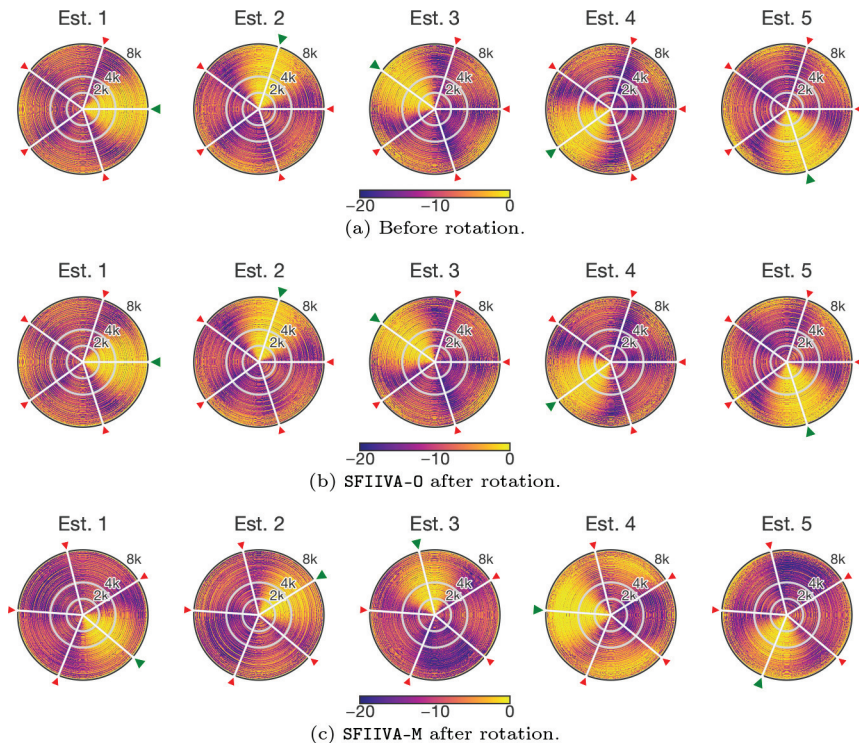 Est. 1 Est. 2 Est. 3 Est. 4 Est. 5
8k 8k 8k 8k 8k
4k 4k 4k 4k 4k
2k 2k 2k 2k 2k
−20 −10 0
(a) Before rotation.
Est. 1 Est. 2 Est. 3 Est. 4 Est. 5
8k 8k 8k 8k 8k
4k 4k 4k 4k 4k
2k 2k 2k 2k 2k
−20 −10 0
(b) SFIIVA-O after rotation.
Est. 1 Est. 2 Est. 3 Est. 4 Est. 5
8k 8k 8k 8k 8k
4k 4k 4k 4k 4k
2k 2k 2k 2k 2k
−20 −10 0
(c) SFIIVA-M after rotation.